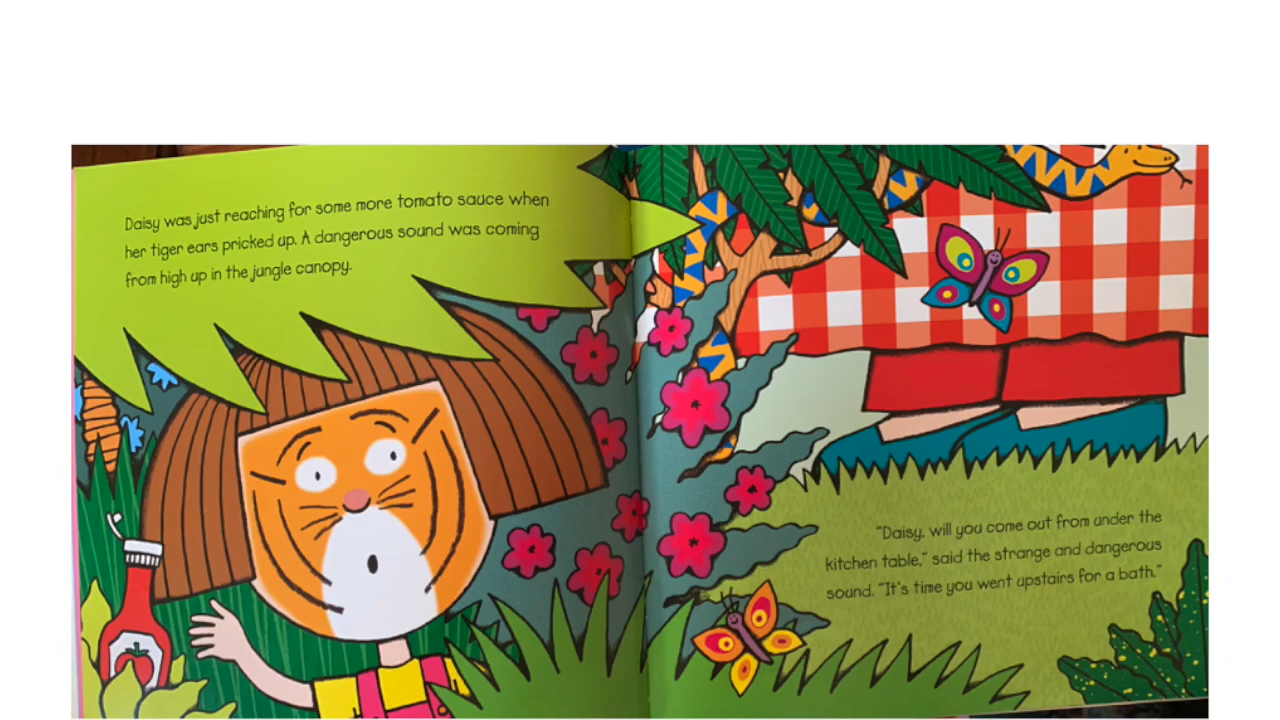 Daisy was just reaching for some more tomato sauce when
her tiger ears pricked up. A dangerous sound was coming
from high up in the jungle canopy.
"Daisy, will you come out from under the
kitchen table," said the strange and dangerous
sound. "It's time you went upstairs for a bath."